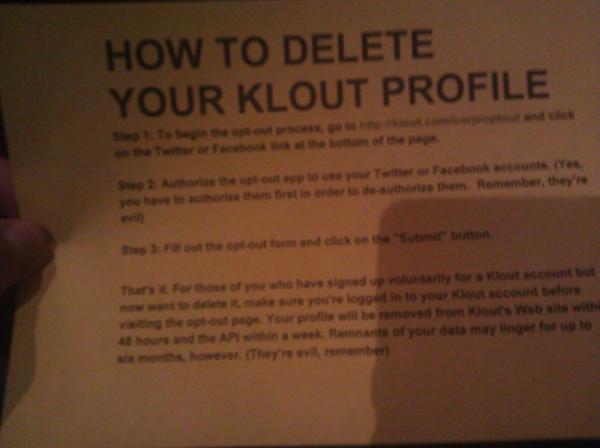 HOW TO DELETE
YOUR KLOUT PROFILE
Step 1: To begin the opt-out process, go to http://klout.com/corp/optout and click
on the Twitter or Facebook link at the bottom of the page.
Step 2: Authorize the opt-out app to use your Twitter or Facebook accounts. (Yes,
you have to authorize them first in order to de-authorize them. Remember, they're
evil)
Step 3: Fill out the opt-out form and click on the "Submit" button.
That's it. For those of you who have signed up voluntarily for a Klout account but
now want to delete it, make sure you're logged in to your Klout account before
visiting the opt-out page. Your profile will be removed from Klout's Web site within
48 hours and the API within a week. Remnants of your data may linger for up to
six months, however. (They're evil, remember)